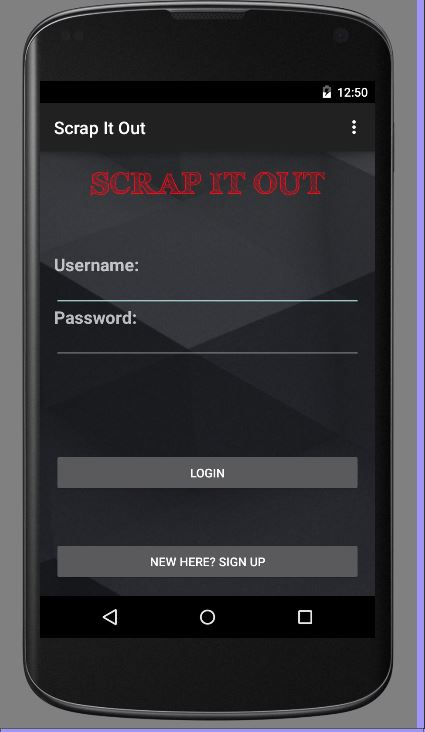 12:50
Scrap It Out
SCRAP IT OUT
Username:
Password:
LOGIN
NEW HERE? SIGN UP